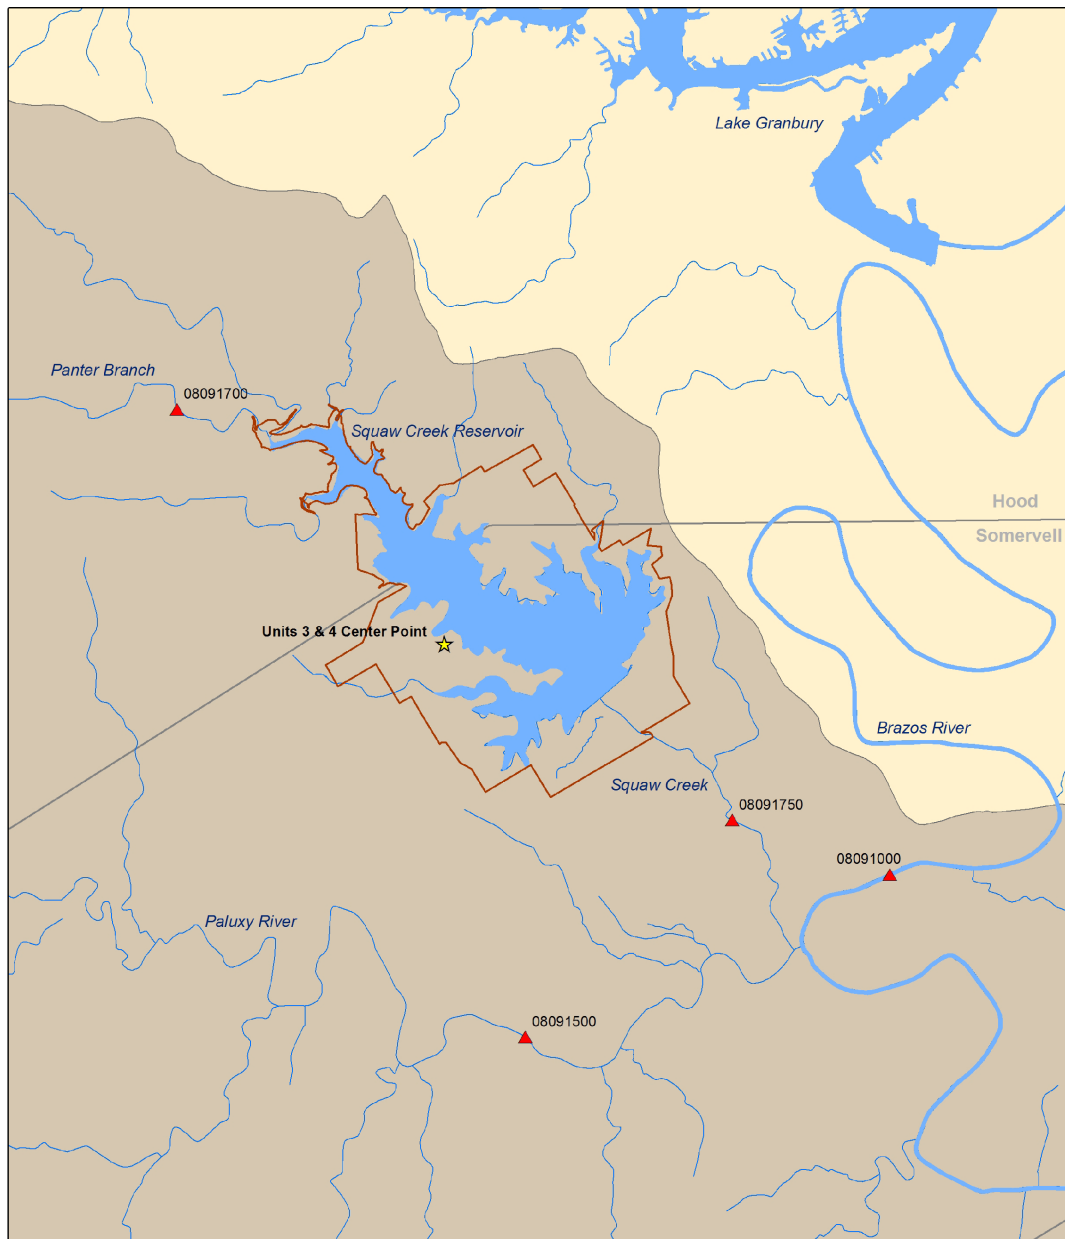 Lake Granbury
Panter Branch
08091700
Squaw Creek Reservoir
Hood
Somervell
Units 3 & 4 Center Point
Brazos River
Squaw Creek
08091750
08091000
Paluxy River
08091500